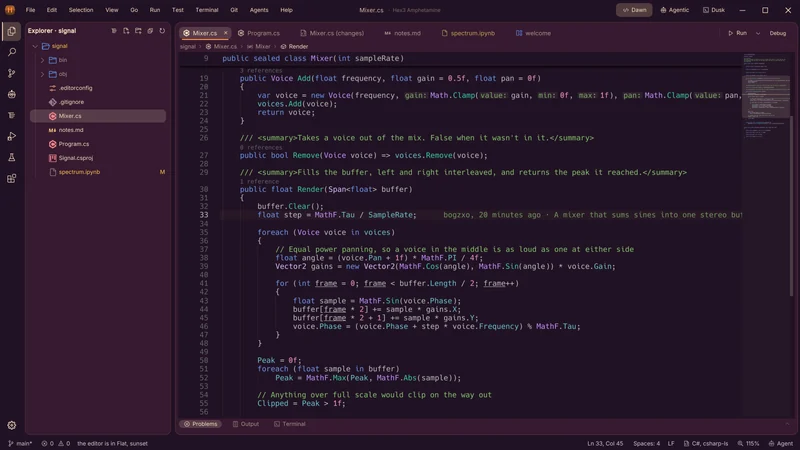 File Edit Selection View Go Run Test Terminal Git Agents Help
Mixer.cs - Hex3 Amphetamine
Dawn Agentic Dusk
Explorer · signal
signal
bin
obj
.editorconfig
.gitignore
Mixer.cs
notes.md
Program.cs
Signal.csproj
spectrum.ipynb M
Mixer.cs Program.cs Mixer.cs (changes) notes.md spectrum.ipynb welcome
Run Debug
signal › Mixer.cs › Mixer › Render
9 public sealed class Mixer(int sampleRate)
3 references
19 public Voice Add(float frequency, float gain = 0.5f, float pan = 0f)
20 {
21 var voice = new Voice(frequency, gain: Math.Clamp(value: gain, min: 0f, max: 1f), pan: Math.Clamp(value: pan,
22 voices.Add(voice);
23 return voice;
24 }
25
26 /// <summary>Takes a voice out of the mix. False when it wasn't in it.</summary>
0 references
27 public bool Remove(Voice voice) => voices.Remove(voice);
28
29 /// <summary>Fills the buffer, left and right interleaved, and returns the peak it reached.</summary>
1 reference
30 public float Render(Span<float> buffer)
31 {
32 buffer.Clear();
33 float step = MathF.Tau / SampleRate; bogzxo, 20 minutes ago · A mixer that sums sines into one stereo buf
34
35 foreach (Voice voice in voices)
36 {
37 // Equal power panning, so a voice in the middle is as loud as one at either side
38 float angle = (voice.Pan + 1f) * MathF.PI / 4f;
39 Vector2 gains = new Vector2(MathF.Cos(angle), MathF.Sin(angle)) * voice.Gain;
40
41 for (int frame = 0; frame < buffer.Length / 2; frame++)
42 {
43 float sample = MathF.Sin(voice.Phase);
44 buffer[frame * 2] += sample * gains.X;
45 buffer[frame * 2 + 1] += sample * gains.Y;
46 voice.Phase = (voice.Phase + step * voice.Frequency) % MathF.Tau;
47 }
48 }
49
50 Peak = 0f;
51 foreach (float sample in buffer)
52 Peak = MathF.Max(Peak, MathF.Abs(sample));
53
54 // Anything over full scale would clip on the way out
55 Clipped = Peak > 1f;
56
Problems Output Terminal
main* 0 0 the editor is in Flat, sunset Ln 33, Col 45 Spaces: 4 LF C#, csharp-ls 115% Agent